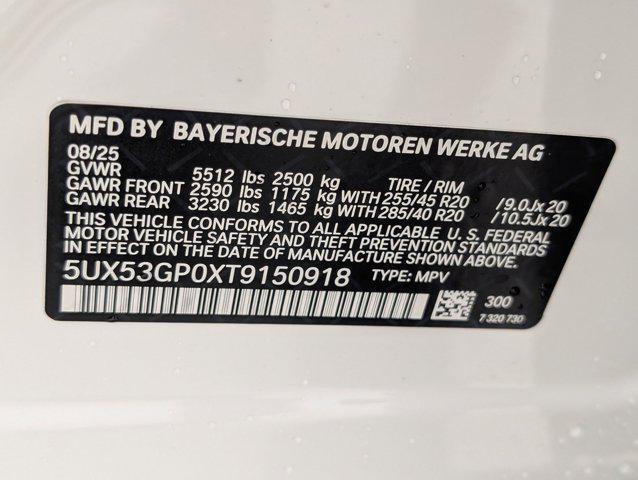 MFD BY BAYERISCHE MOTOREN WERKE AG
08/25
GVWR 5512 lbs 2500 kg TIRE / RIM
GAWR FRONT 2590 lbs 1175 kg WITH 255/45 R20 /9.0Jx20
GAWR REAR 3230 lbs 1465 kg WITH 285/40 R20 /10.5Jx20
THIS VEHICLE CONFORMS TO ALL APPLICABLE U. S. FEDERAL
MOTOR VEHICLE SAFETY AND THEFT PREVENTION STANDARDS
IN EFFECT ON THE DATE OF MANUFACTURE SHOWN ABOVE.
5UX53GP0XT9150918 TYPE: MPV
300
7 320 730